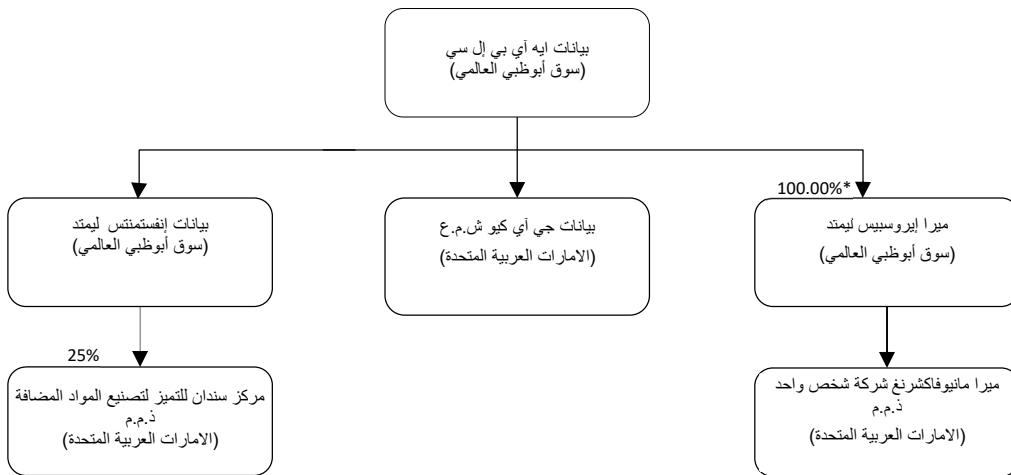 بيانات ايه آي بي إل سي
(سوق أبوظبي العالمي)
100.00%*
ميرا إيروسبيس ليمتد
(سوق أبوظبي العالمي)
بيانات جي آي كيو ش.م.ع
(الامارات العربية المتحدة)
بيانات إنفستمنتس ليمتد
(سوق أبوظبي العالمي)
ميرا مانيوفاكشرنغ شركة شخص واحد
ذ.م.م
(الامارات العربية المتحدة)
25%
مركز سندان للتميز لتصنيع المواد المضافة
ذ.م.م
(الامارات العربية المتحدة)